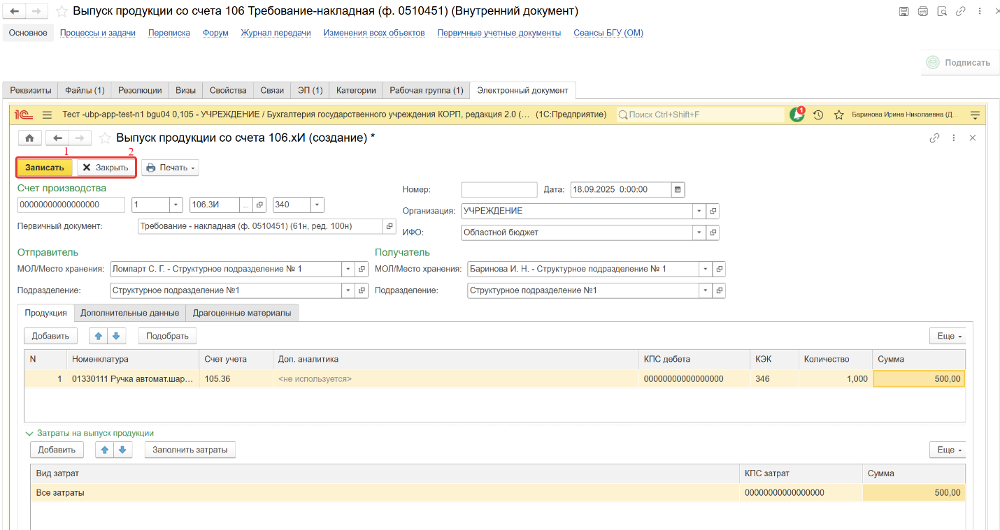 Выпуск продукции со счета 106 Требование-накладная (ф. 0510451) (Внутренний документ)
Основное Процессы и задачи Переписка Форум Журнал передачи Изменения всех объектов Первичные учетные документы Сеансы БГУ (ОМ)
Подписать
Реквизиты Файлы (1) Резолюции Визы Свойства Связи ЭП (1) Категории Рабочая группа (1) Электронный документ
1С Тест -ubp-app-test-n1 bgu04 0,105 - УЧРЕЖДЕНИЕ / Бухгалтерия государственного учреждения КОРП, редакция 2.0 (... (1С:Предприятие) Поиск Ctrl+Shift+F 1 Баринова Ирина Николаевна (Д...
Выпуск продукции со счета 106.хИ (создание) *
1 2
Записать Закрыть Печать
Счет производства Номер: Дата: 18.09.2025 0:00:00
00000000000000000 1 106.3И ... 340 Организация: УЧРЕЖДЕНИЕ
Первичный документ: Требование - накладная (ф. 0510451) (61н, ред. 100н) ИФО: Областной бюджет
Отправитель Получатель
МОЛ/Место хранения: Ломпарт С. Г. - Структурное подразделение № 1 МОЛ/Место хранения: Баринова И. Н. - Структурное подразделение № 1
Подразделение: Структурное подразделение №1 Подразделение: Структурное подразделение №1
Продукция Дополнительные данные Драгоценные материалы
Добавить Подобрать Еще
N Номенклатура Счет учета Доп. аналитика КПС дебета КЭК Количество Сумма
1 01330111 Ручка автомат.шар... 105.36 <не используется> 00000000000000000 346 1,000 500,00
Затраты на выпуск продукции
Добавить Заполнить затраты Еще
Вид затрат КПС затрат Сумма
Все затраты 00000000000000000 500,00